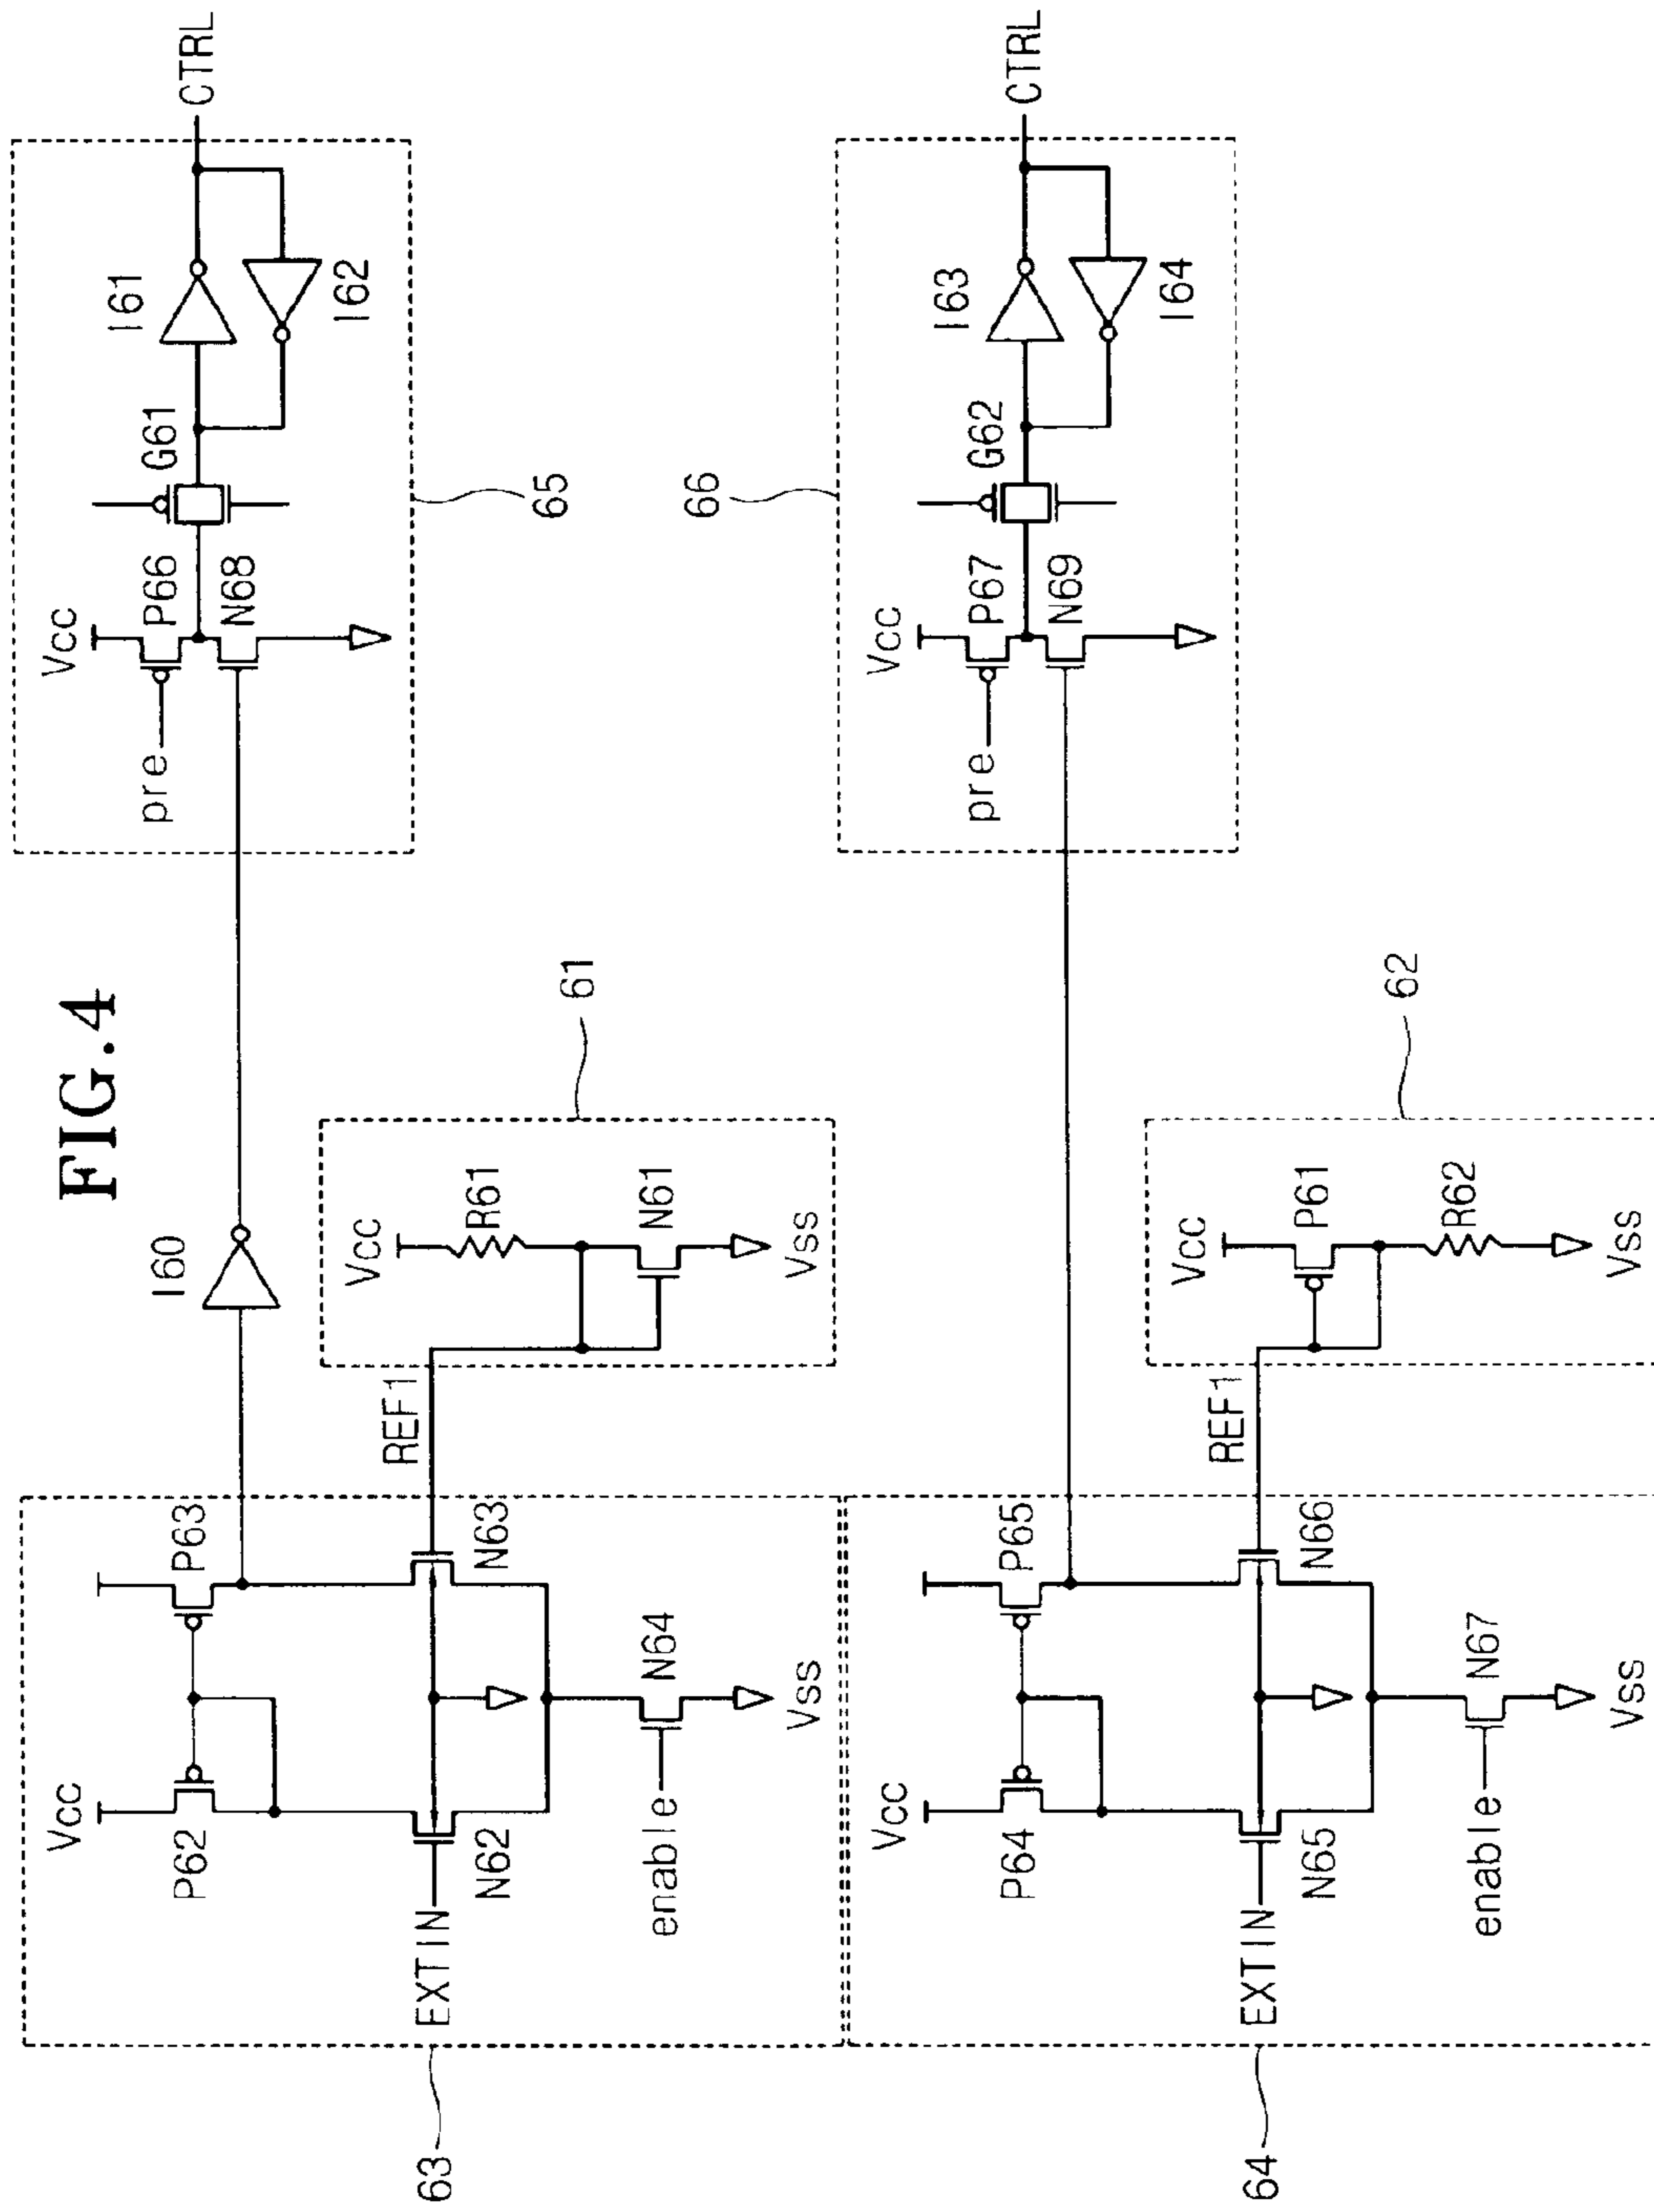 FIG.4
63
Vcc
P62
P63
EXTIN
N62
N63
enable
N64
Vss
I60
REF1
61
Vcc
R61
N61
Vss
65
Vcc
pre
P66
N68
G61
I61
I62
CTRL
64
Vcc
P64
P65
EXTIN
N65
N66
enable
N67
Vss
REF1
62
Vcc
P61
R62
Vss
66
Vcc
pre
P67
N69
G62
I63
I64
CTRL